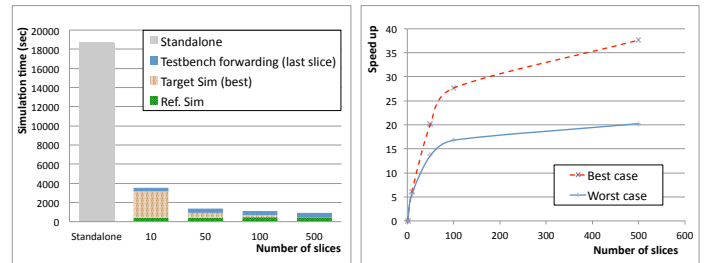 Simulation time (sec)
20000
18000
16000
14000
12000
10000
8000
6000
4000
2000
0
Standalone
Testbench forwarding (last slice)
Target Sim (best)
Ref. Sim
Standalone
10
50
100
500
Number of slices
Speed up
40
35
30
25
20
15
10
5
0
Best case
Worst case
0
100
200
300
400
500
600
Number of slices